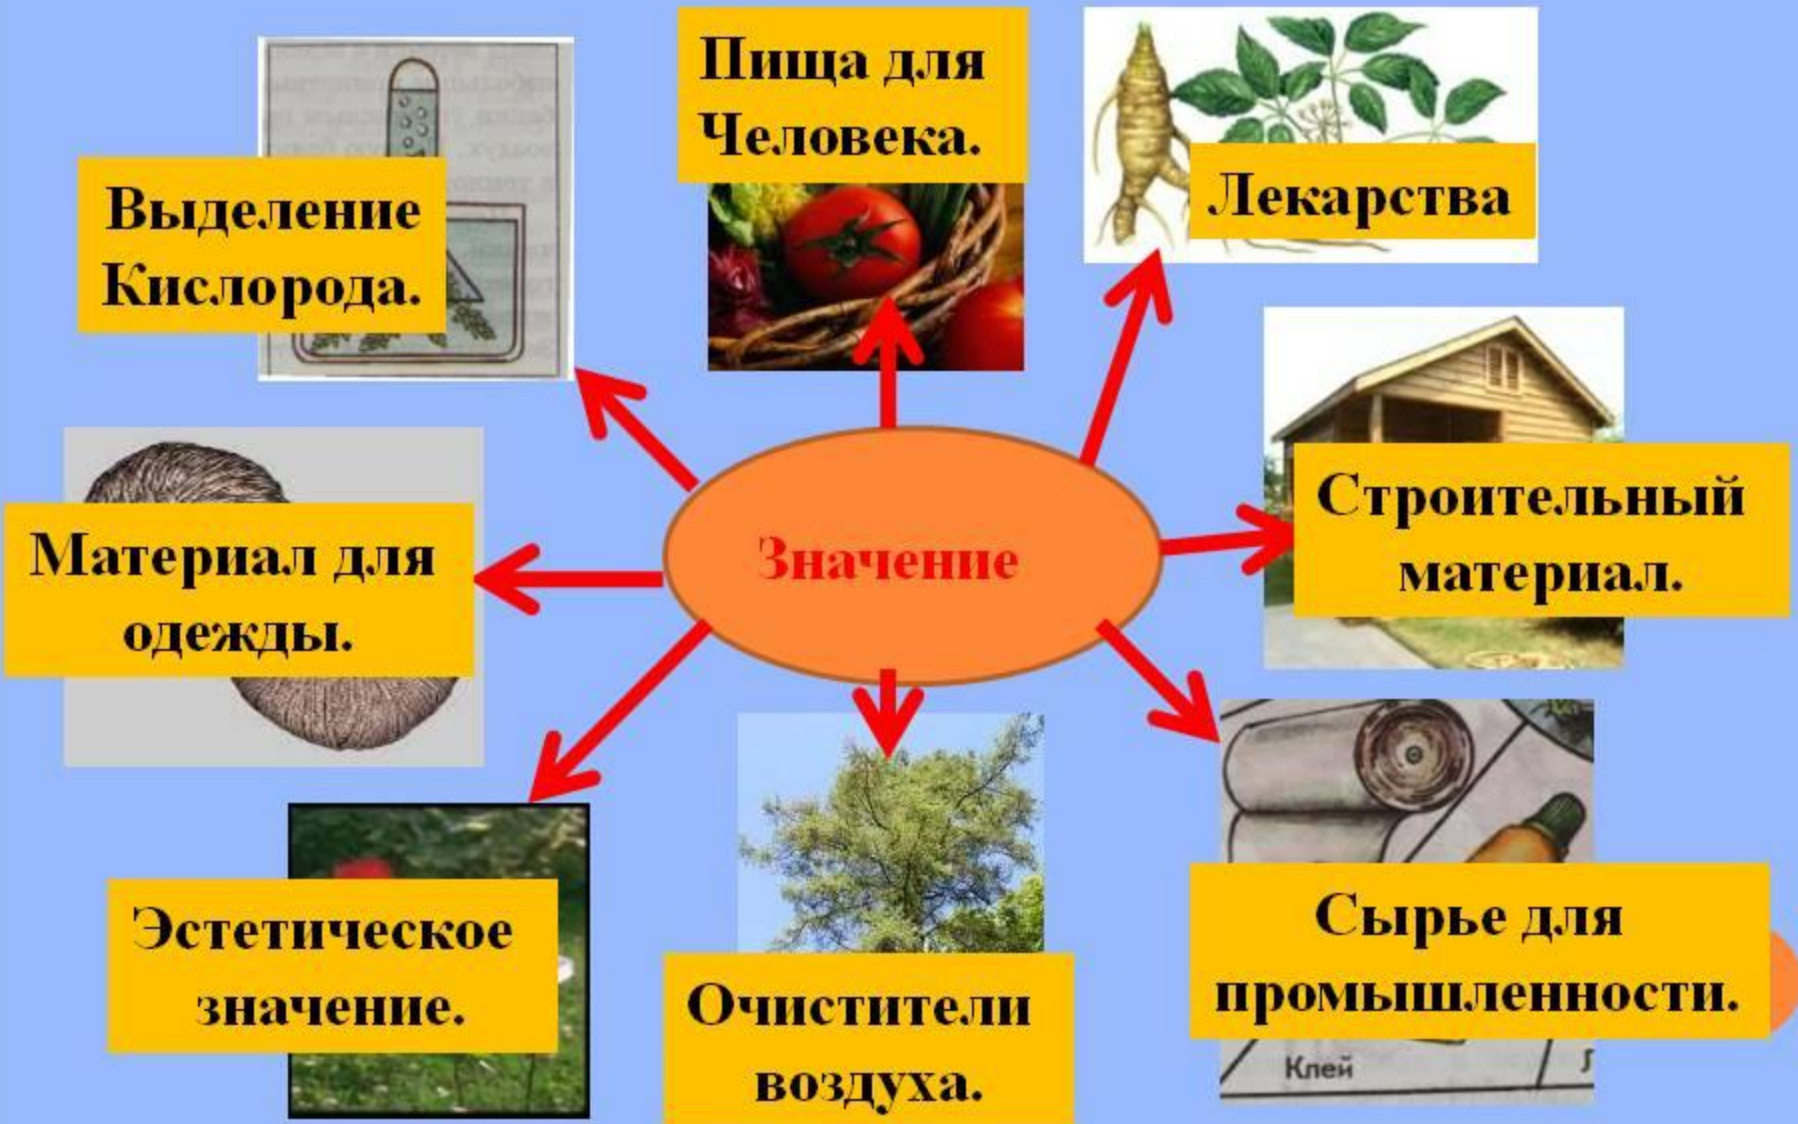 Пища для
Человека.
Выделение
Кислорода.
Лекарства
Строительный
материал.
Значение
Материал для
одежды.
Эстетическое
значение.
Очистители
воздуха.
Сырье для
промышленности.
Клей